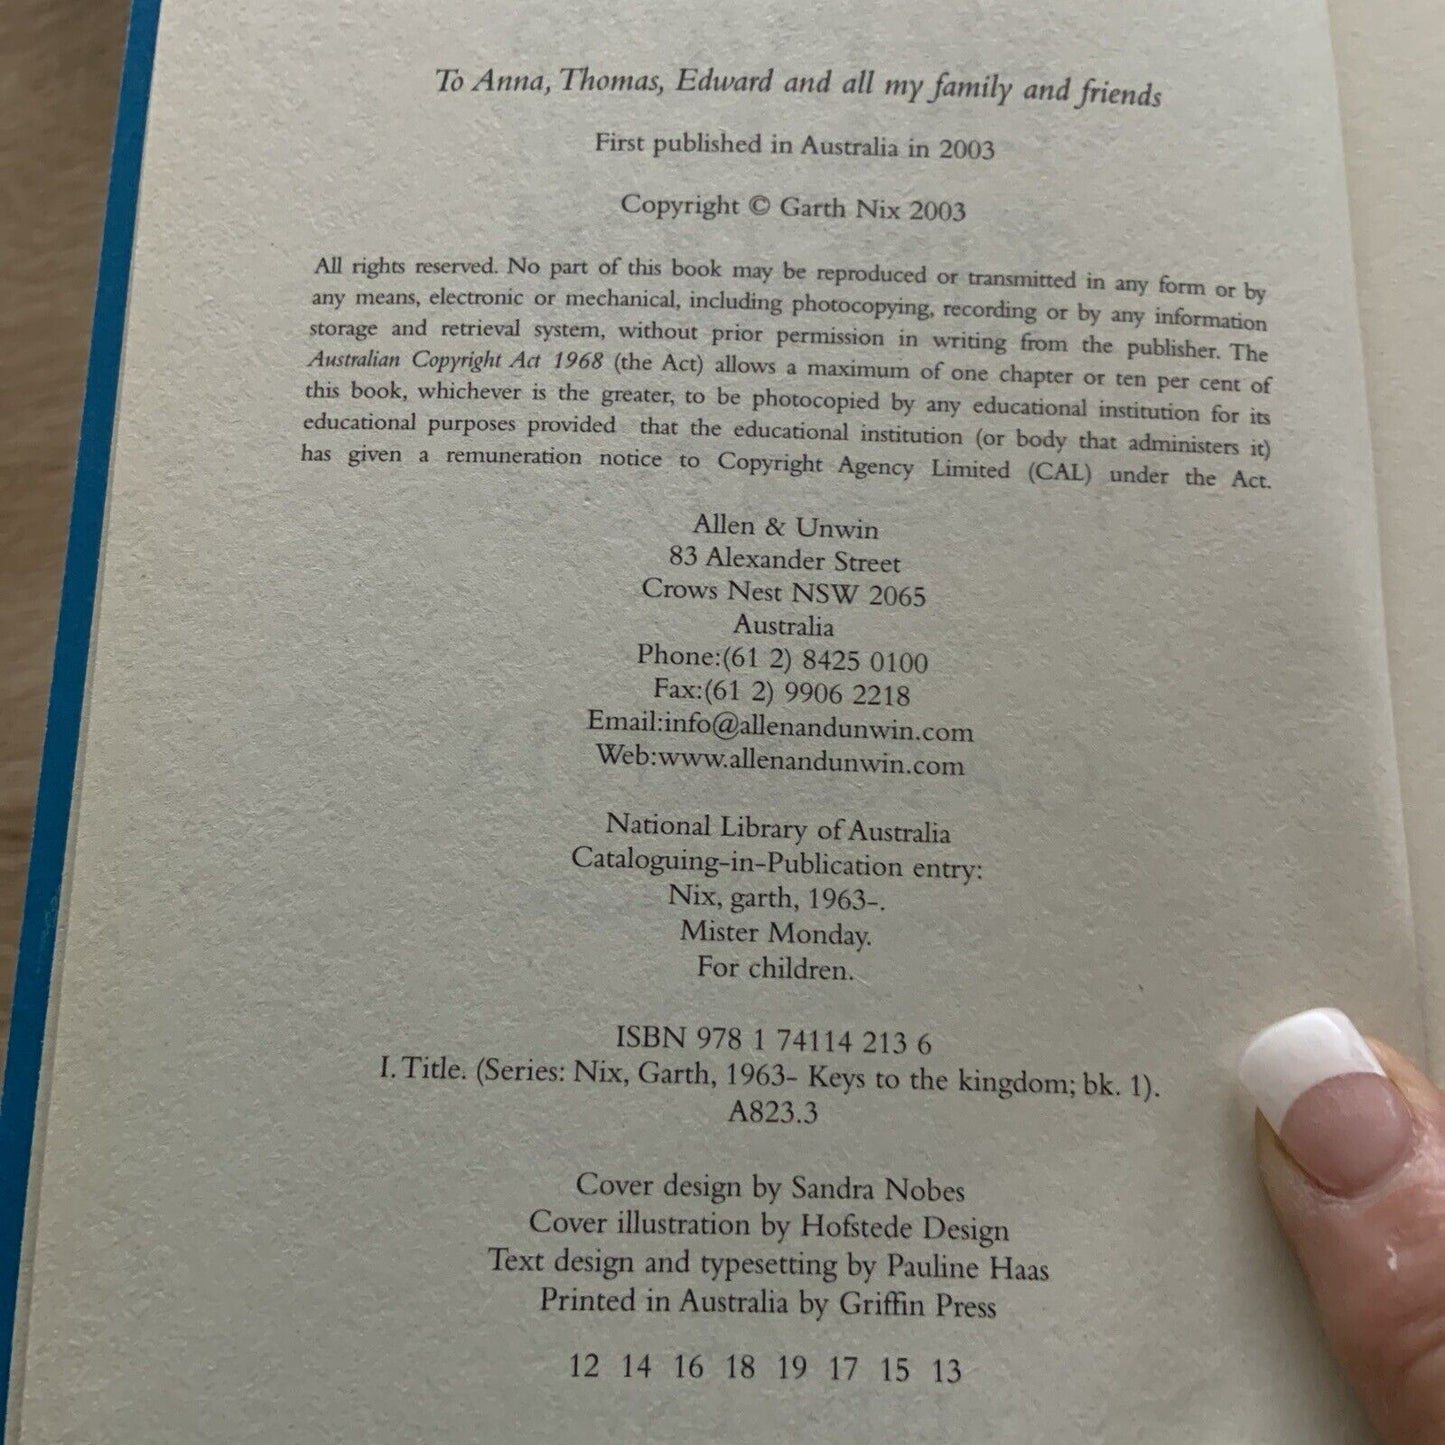 To Anna, Thomas, Edward and all my family and friends
First published in Australia in 2003
Copyright © Garth Nix 2003
All rights reserved. No part of this book may be reproduced or transmitted in any form or by
any means, electronic or mechanical, including photocopying, recording or by any information
storage and retrieval system, without prior permission in writing from the publisher. The
Australian Copyright Act 1968 (the Act) allows a maximum of one chapter or ten per cent of
this book, whichever is the greater, to be photocopied by any educational institution for its
educational purposes provided that the educational institution (or body that administers it)
has given a remuneration notice to Copyright Agency Limited (CAL) under the Act.
Allen & Unwin
83 Alexander Street
Crows Nest NSW 2065
Australia
Phone:(61 2) 8425 0100
Fax:(61 2) 9906 2218
Email:info@allenandunwin.com
Web:www.allenandunwin.com
National Library of Australia
Cataloguing-in-Publication entry:
Nix, garth, 1963-.
Mister Monday.
For children.
ISBN 978 1 74114 213 6
I. Title. (Series: Nix, Garth, 1963- Keys to the kingdom; bk. 1).
A823.3
Cover design by Sandra Nobes
Cover illustration by Hofstede Design
Text design and typesetting by Pauline Haas
Printed in Australia by Griffin Press
12 14 16 18 19 17 15 13